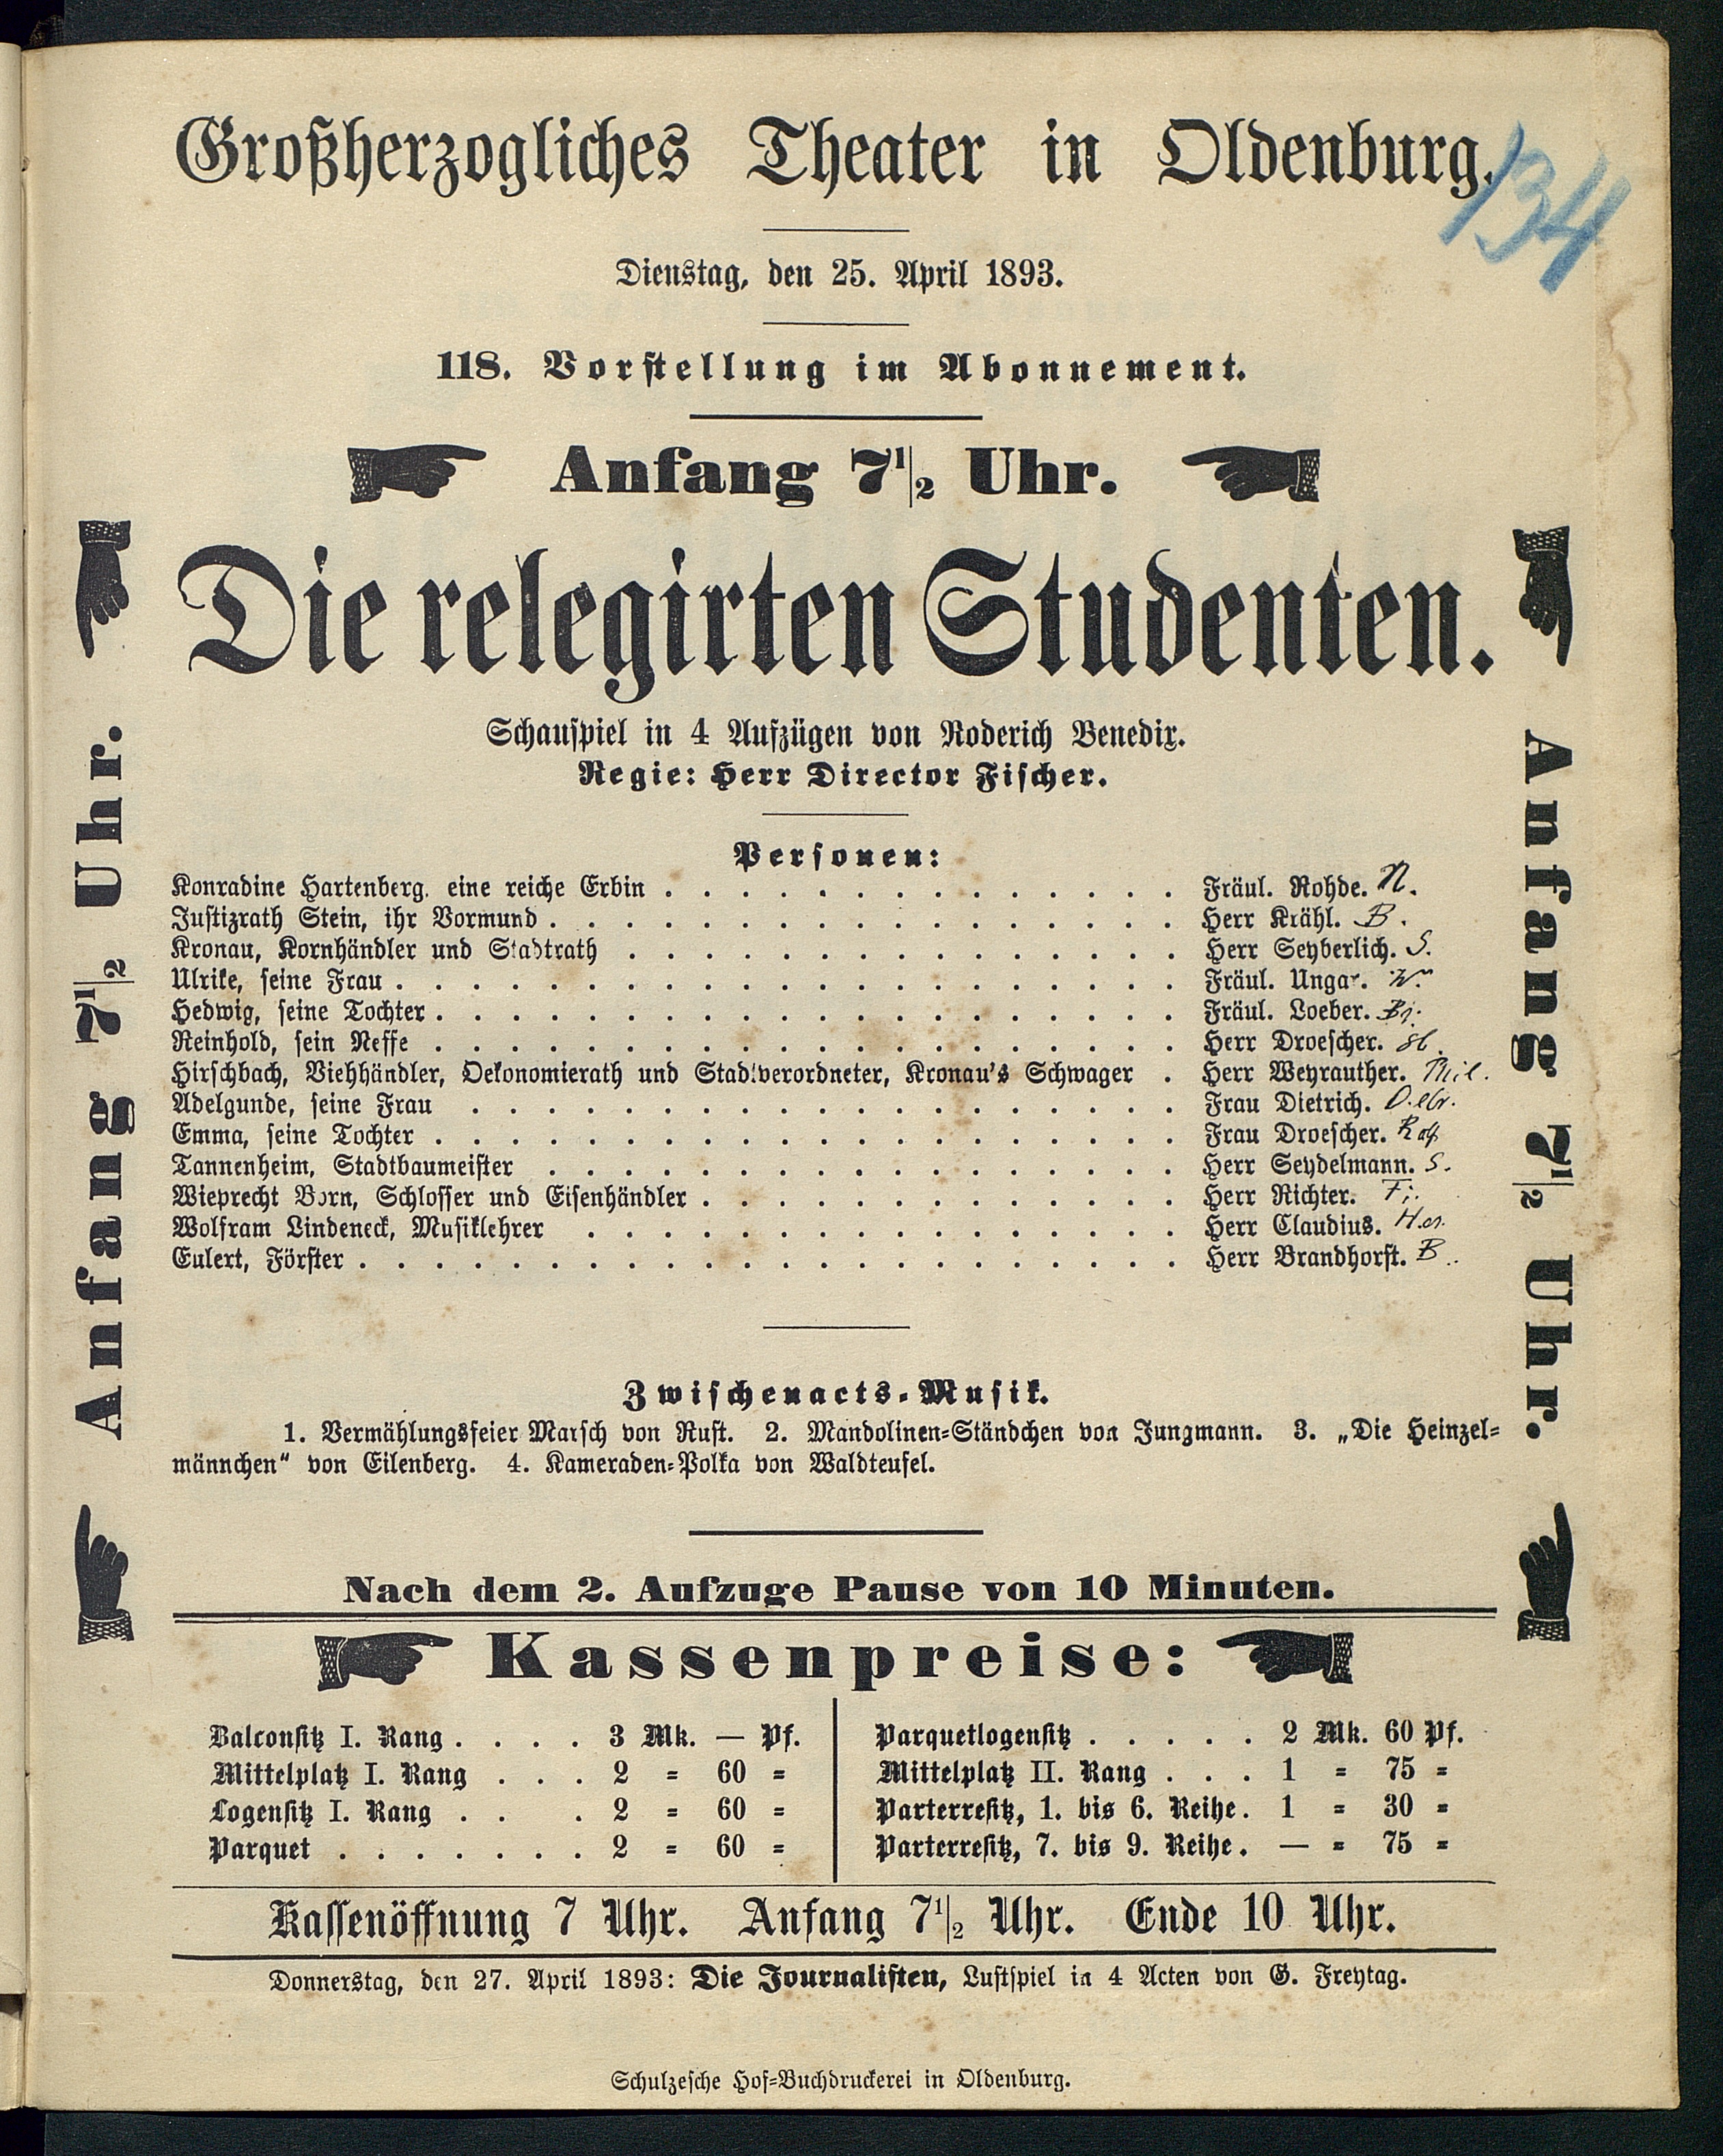 Großherzogliches Theater in Oldenburg.
134
Dienstag, den 25. April 1893.
118. Vorstellung im Abonnement.
Anfang 7 1/2 Uhr.
Die relegirten Studenten.
Schauspiel in 4 Aufzügen von Roderich Benedix.
Regie: Herr Director Fischer.
Anfang 7 1/2 Uhr.
Anfang 7 1/2 Uhr.
Personen:
Konradine Hartenberg, eine reiche Erbin . . . . . . . . . . . . . . Fräul. Rohde. N.
Justizrath Stein, ihr Vormund . . . . . . . . . . . . . . . . . Herr Krähl. B.
Kronau, Kornhändler und Stadtrath . . . . . . . . . . . . . . . Herr Seyberlich. S.
Ulrike, seine Frau . . . . . . . . . . . . . . . . . . . . . Fräul. Ungar. W.
Hedwig, seine Tochter . . . . . . . . . . . . . . . . . . . . Fräul. Loeber.
Reinhold, sein Neffe . . . . . . . . . . . . . . . . . . . . Herr Droescher.
Hirschbach, Viehhändler, Oekonomierath und Stadtverordneter, Kronau's Schwager . Herr Weyrauther. Mil.
Adelgunde, seine Frau . . . . . . . . . . . . . . . . . . . Frau Dietrich.
Emma, seine Tochter . . . . . . . . . . . . . . . . . . . . Frau Droescher.
Tannenheim, Stadtbaumeister . . . . . . . . . . . . . . . . . Herr Seydelmann. S.
Wieprecht Born, Schlosser und Eisenhändler . . . . . . . . . . . . . Herr Richter. Fi.
Wolfram Lindeneck, Musiklehrer . . . . . . . . . . . . . . . . Herr Claudius.
Eulert, Förster . . . . . . . . . . . . . . . . . . . . . . Herr Brandhorst. B.
Zwischenacts-Musik.
1. Vermählungsfeier Marsch von Rust. 2. Mandolinen-Ständchen von Jungmann. 3. „Die Heinzel-
männchen“ von Eilenberg. 4. Kameraden-Polka von Waldteufel.
Nach dem 2. Aufzuge Pause von 10 Minuten.
Kassenpreise:
Balconsitz I. Rang . . . . 3 Mk. — Pf.
Mittelplatz I. Rang . . . 2 = 60 =
Logensitz I. Rang . . . 2 = 60 =
Parquet . . . . . . . 2 = 60 =
Parquetlogensitz . . . . . 2 Mk. 60 Pf.
Mittelplatz II. Rang . . . 1 = 75 =
Parterresitz, 1. bis 6. Reihe. 1 = 30 =
Parterresitz, 7. bis 9. Reihe. — = 75 =
Kassenöffnung 7 Uhr. Anfang 7 1/2 Uhr. Ende 10 Uhr.
Donnerstag, den 27. April 1893: Die Journalisten, Lustspiel in 4 Acten von G. Freytag.
Schulzesche Hof-Buchdruckerei in Oldenburg.